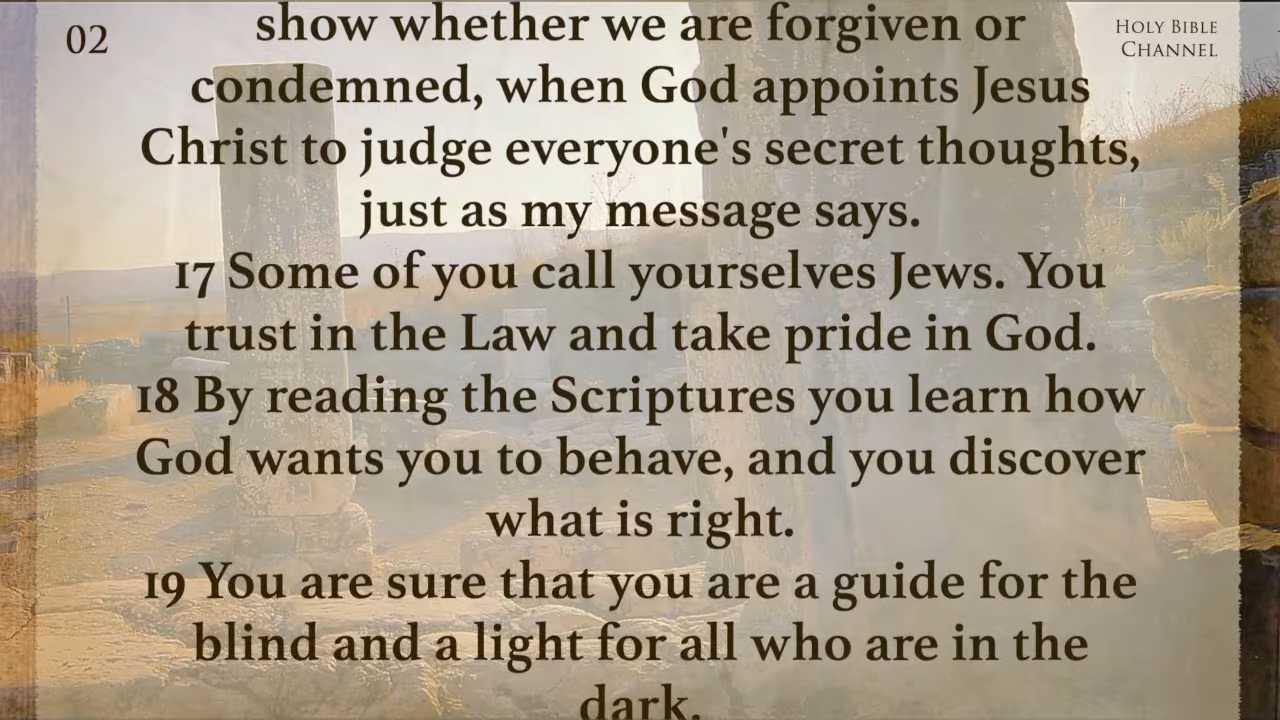 02
HOLY BIBLE
CHANNEL
show whether we are forgiven or
condemned, when God appoints Jesus
Christ to judge everyone's secret thoughts,
just as my message says.
17 Some of you call yourselves Jews. You
trust in the Law and take pride in God.
18 By reading the Scriptures you learn how
God wants you to behave, and you discover
what is right.
19 You are sure that you are a guide for the
blind and a light for all who are in the
dark.